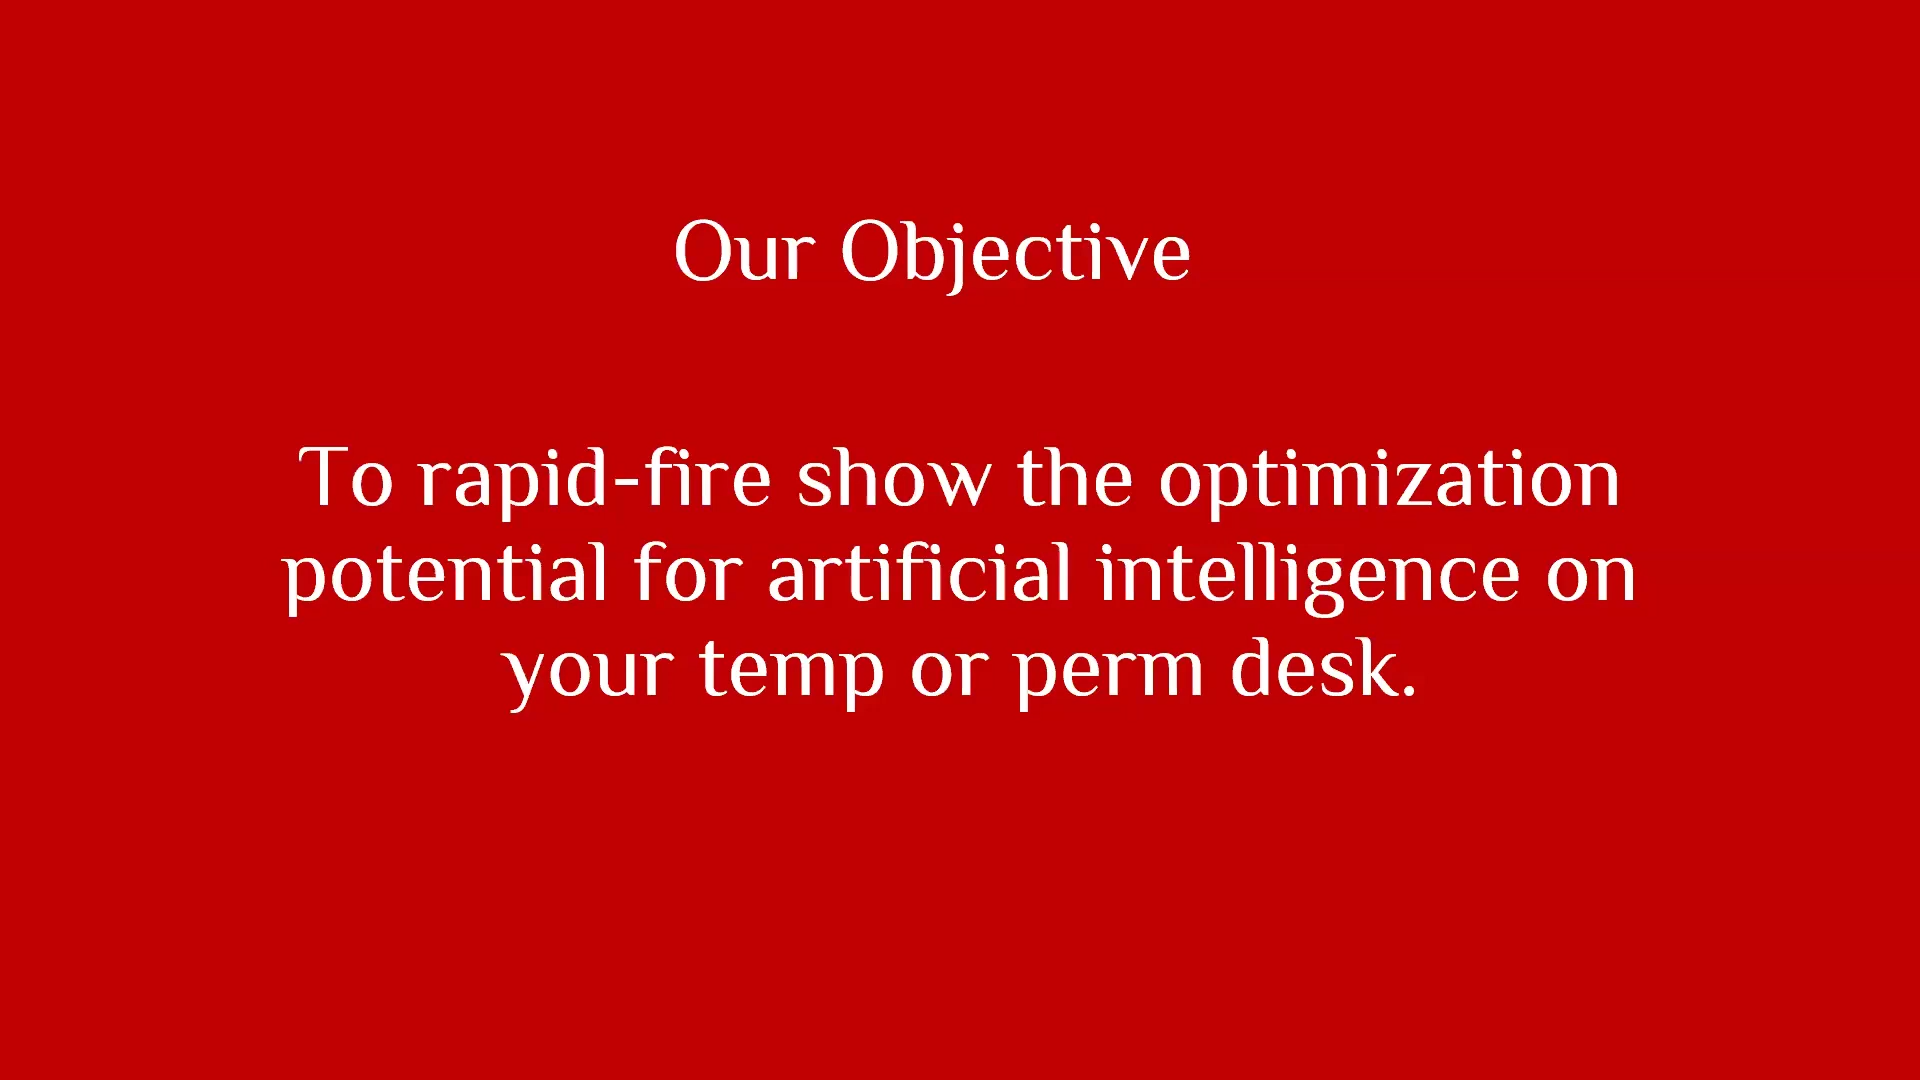 Our Objective
To rapid-fire show the optimization
potential for artificial intelligence on
your temp or perm desk.